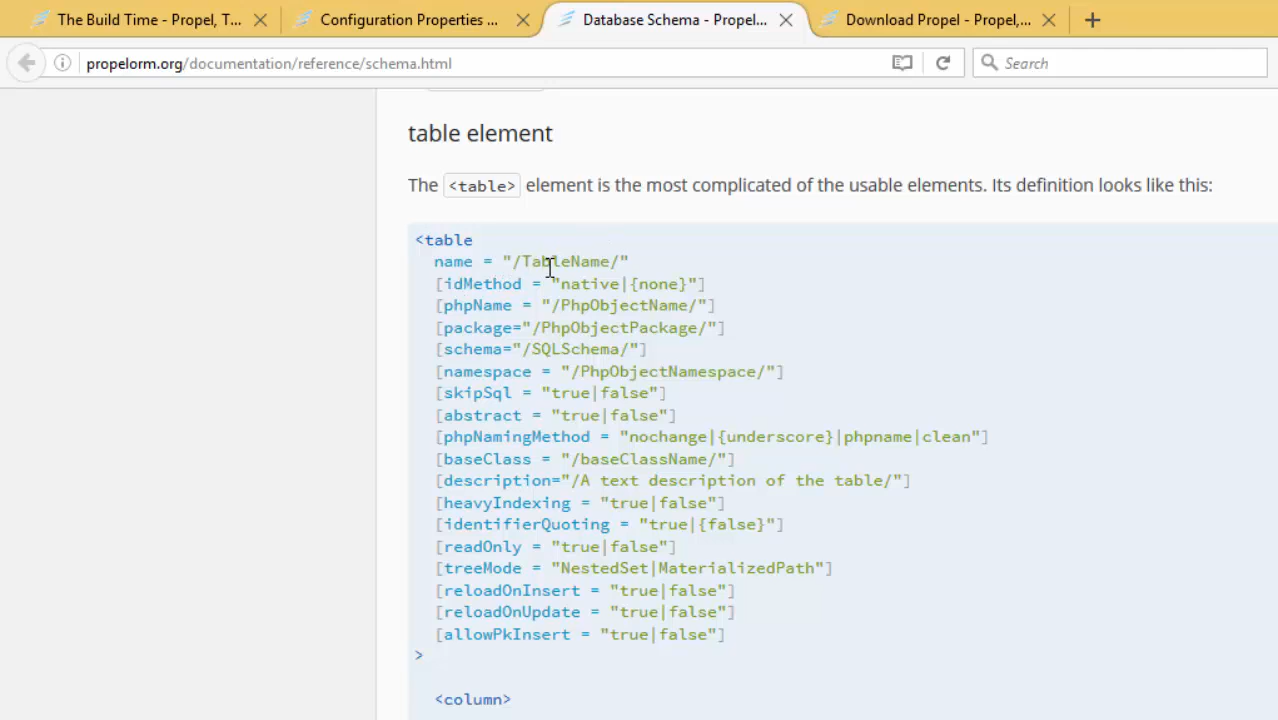 The Build Time - Propel, T...
Configuration Properties ...
Database Schema - Propel...
Download Propel - Propel,...
propelorm.org/documentation/reference/schema.html
Search
table element
The <table> element is the most complicated of the usable elements. Its definition looks like this:
<table
name = "/TableName/"
[idMethod = "native|{none}"]
[phpName = "/PhpObjectName/"]
[package="/PhpObjectPackage/"]
[schema="/SQLSchema/"]
[namespace = "/PhpObjectNamespace/"]
[skipSql = "true|false"]
[abstract = "true|false"]
[phpNamingMethod = "nochange|{underscore}|phpname|clean"]
[baseClass = "/baseClassName/"]
[description="/A text description of the table/"]
[heavyIndexing = "true|false"]
[identifierQuoting = "true|{false}"]
[readOnly = "true|false"]
[treeMode = "NestedSet|MaterializedPath"]
[reloadOnInsert = "true|false"]
[reloadOnUpdate = "true|false"]
[allowPkInsert = "true|false"]
>
<column>